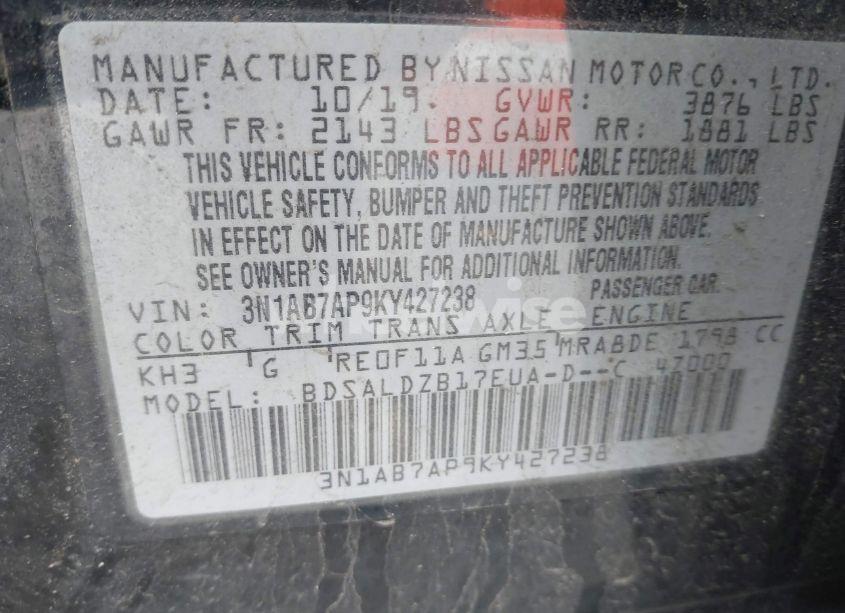 MANUFACTURED BY NISSAN MOTOR CO., LTD.
DATE: 10/19. GVWR: 3876 LBS
GAWR FR: 2143 LBS GAWR RR: 1881 LBS
THIS VEHICLE CONFORMS TO ALL APPLICABLE FEDERAL MOTOR
VEHICLE SAFETY, BUMPER AND THEFT PREVENTION STANDARDS
IN EFFECT ON THE DATE OF MANUFACTURE SHOWN ABOVE.
SEE OWNER'S MANUAL FOR ADDITIONAL INFORMATION.
VIN: 3N1AB7AP9KY427238 PASSENGER CAR.
COLOR TRIM TRANS AXLE ENGINE
KH3 G RE0F11A GM35 MRA8DE 1798 CC
MODEL: BDSALDZB17EUA-D--C 47000
3N1AB7AP9KY427238